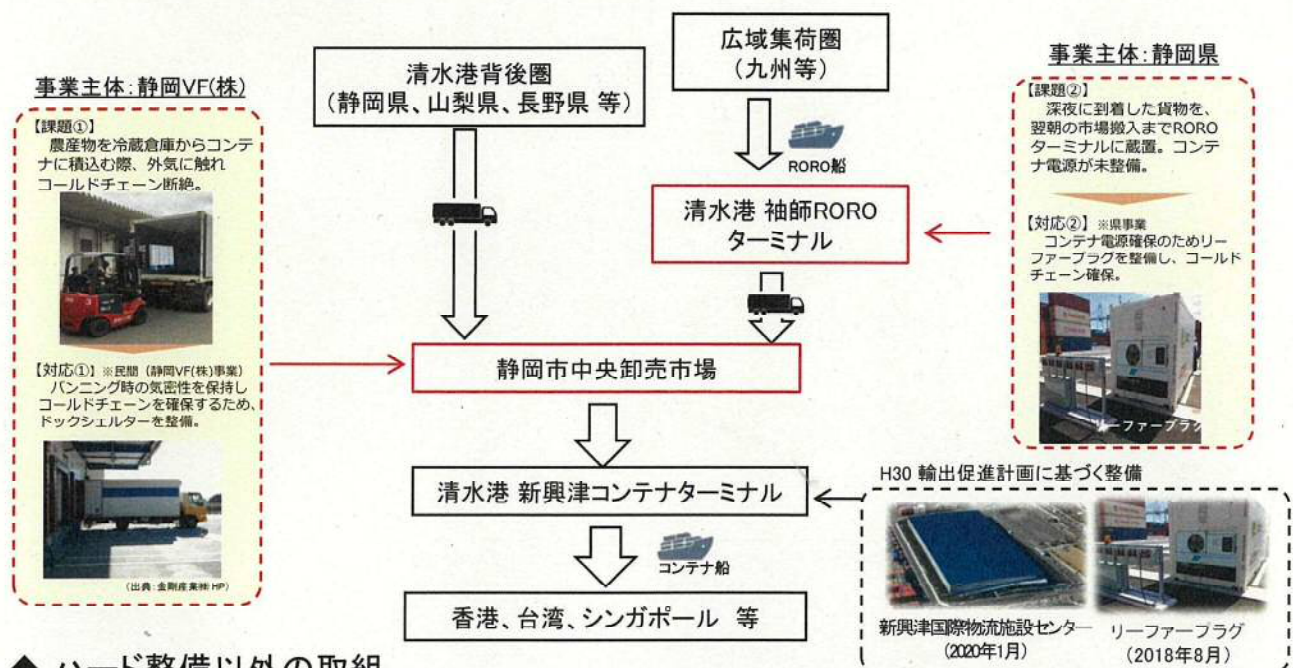 広域集荷圏
（九州等）
清水港背後圏
（静岡県、山梨県、長野県 等）
事業主体：静岡VF(株)
【課題①】
農産物を冷蔵倉庫からコンテ
ナに積込む際、外気に触れ
コールドチェーン断絶。
【対応①】※民間（静岡VF(株)事業）
バンニング時の気密性を保持し
コールドチェーンを確保するため、
ドックシェルターを整備。
（出典：金剛産業㈱HP）
RORO船
清水港 袖師RORO
ターミナル
静岡市中央卸売市場
清水港 新興津コンテナターミナル
コンテナ船
香港、台湾、シンガポール 等
事業主体：静岡県
【課題②】
深夜に到着した貨物を、
翌朝の市場搬入までRORO
ターミナルに蔵置。コンテ
ナ電源が未整備。
【対応②】※県事業
コンテナ電源確保のためリー
ファープラグを整備し、コールド
チェーン確保。
リーファープラグ
H30 輸出促進計画に基づく整備
新興津国際物流施設センター
（2020年1月）
リーファープラグ
（2018年8月）
◆ ハード整備以外の取組